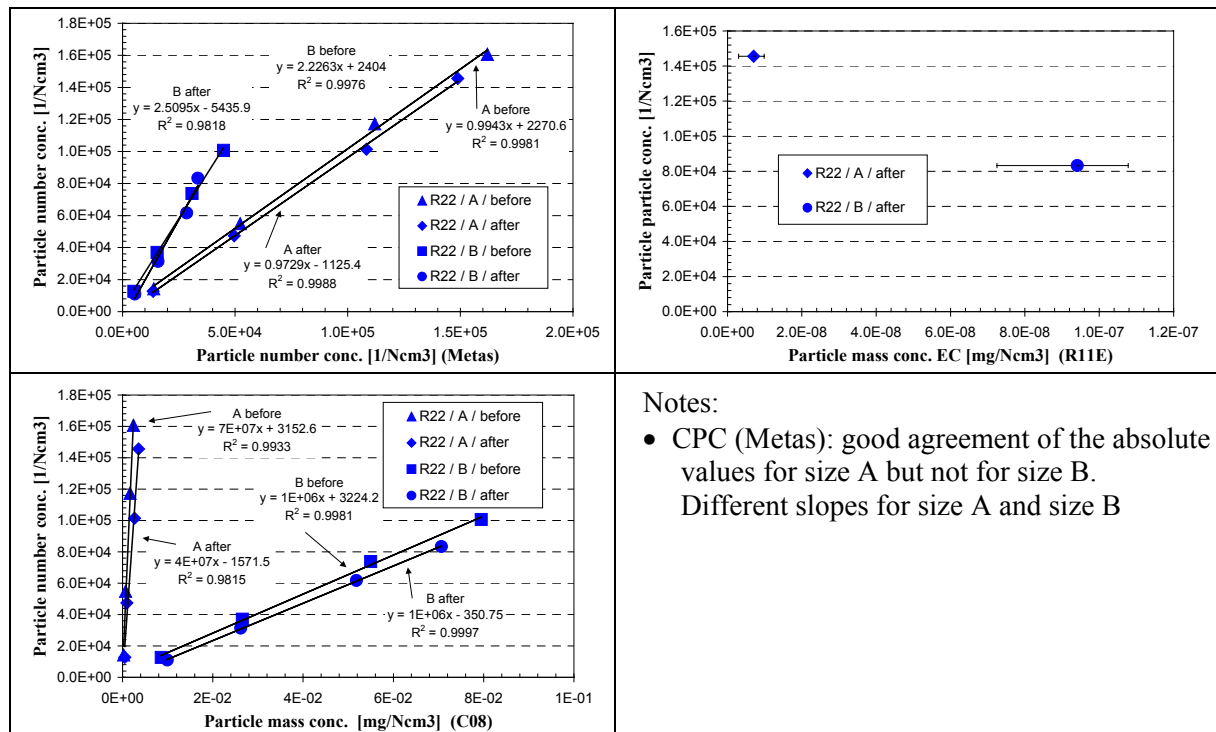 1.8E+05
1.6E+05
1.4E+05
1.2E+05
1.0E+05
8.0E+04
6.0E+04
4.0E+04
2.0E+04
0.0E+00
Particle number conc. [1/Ncm3]
B before
y = 2.2263x + 2404
R2 = 0.9976
B after
y = 2.5095x - 5435.9
R2 = 0.9818
A before
y = 0.9943x + 2270.6
R2 = 0.9981
A after
y = 0.9729x - 1125.4
R2 = 0.9988
R22 / A / before
R22 / A / after
R22 / B / before
R22 / B / after
0.0E+00 5.0E+04 1.0E+05 1.5E+05 2.0E+05
Particle number conc. [1/Ncm3] (Metas)
1.6E+05
1.4E+05
1.2E+05
1.0E+05
8.0E+04
6.0E+04
4.0E+04
2.0E+04
0.0E+00
Particle particle conc. [1/Ncm3]
R22 / A / after
R22 / B / after
0.0E+00 2.0E-08 4.0E-08 6.0E-08 8.0E-08 1.0E-07 1.2E-07
Particle mass conc. EC [mg/Ncm3] (R11E)
1.8E+05
1.6E+05
1.4E+05
1.2E+05
1.0E+05
8.0E+04
6.0E+04
4.0E+04
2.0E+04
0.0E+00
Particle number conc. [1/Ncm3]
A before
y = 7E+07x + 3152.6
R2 = 0.9933
B before
y = 1E+06x + 3224.2
R2 = 0.9981
A after
y = 4E+07x - 1571.5
R2 = 0.9815
B after
y = 1E+06x - 350.75
R2 = 0.9997
R22 / A / before
R22 / A / after
R22 / B / before
R22 / B / after
0E+00 2E-02 4E-02 6E-02 8E-02 1E-01
Particle mass conc. [mg/Ncm3] (C08)
Notes:
• CPC (Metas): good agreement of the absolute
values for size A but not for size B.
Different slopes for size A and size B